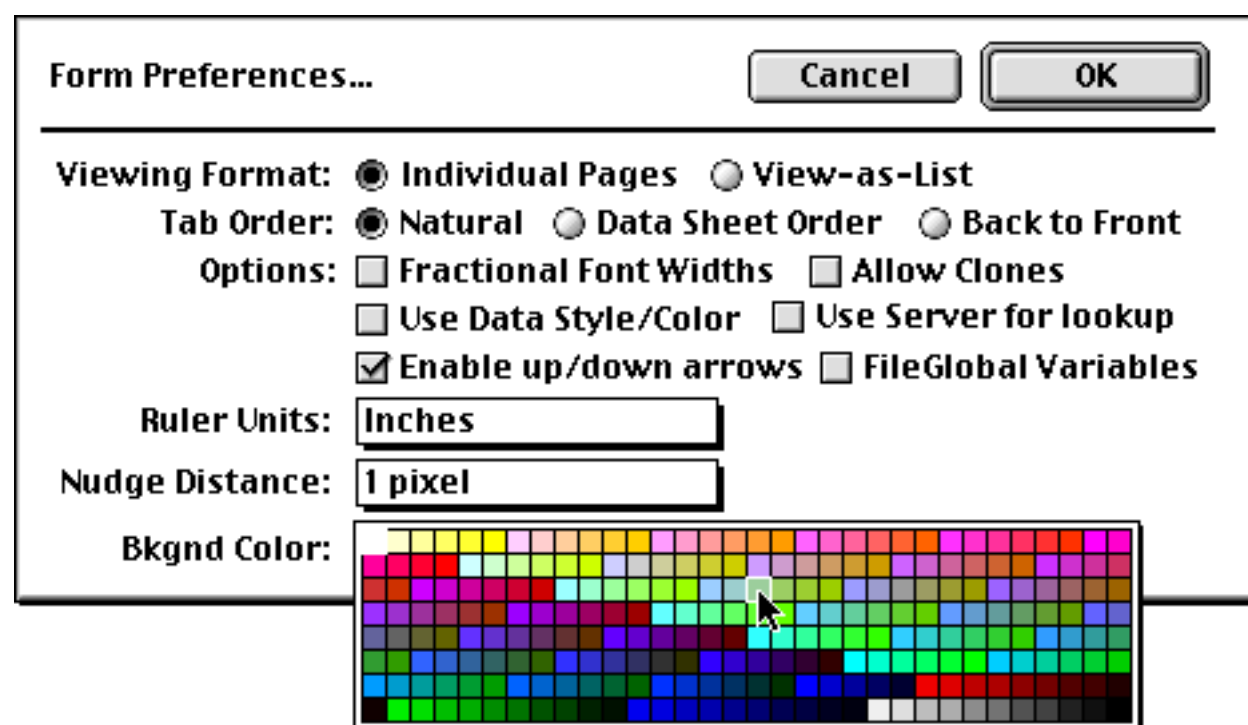 Form Preferences... Cancel OK
Viewing Format: Individual Pages View-as-List
Tab Order: Natural Data Sheet Order Back to Front
Options: Fractional Font Widths Allow Clones
Use Data Style/Color Use Server for lookup
Enable up/down arrows FileGlobal Variables
Ruler Units: Inches
Nudge Distance: 1 pixel
Bkgnd Color: